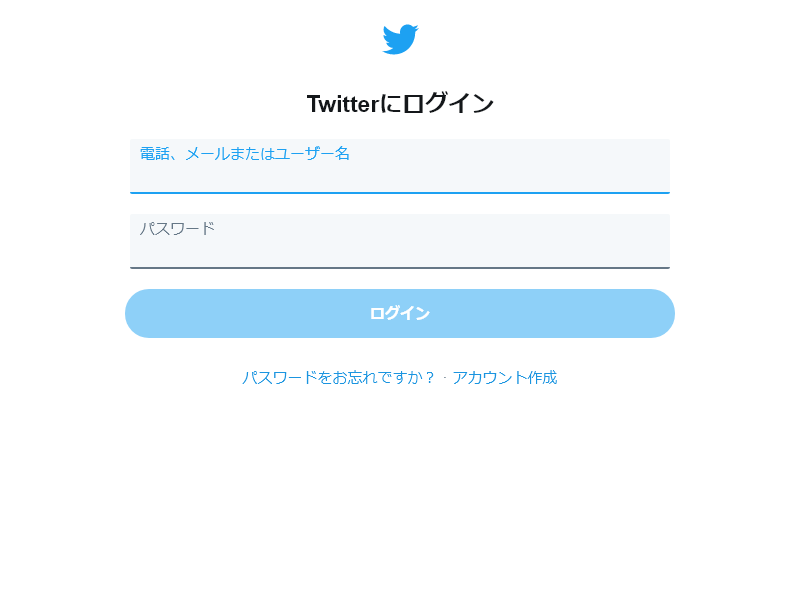 Twitterにログイン
電話、メールまたはユーザー名
パスワード
ログイン
パスワードをお忘れですか？ · アカウント作成